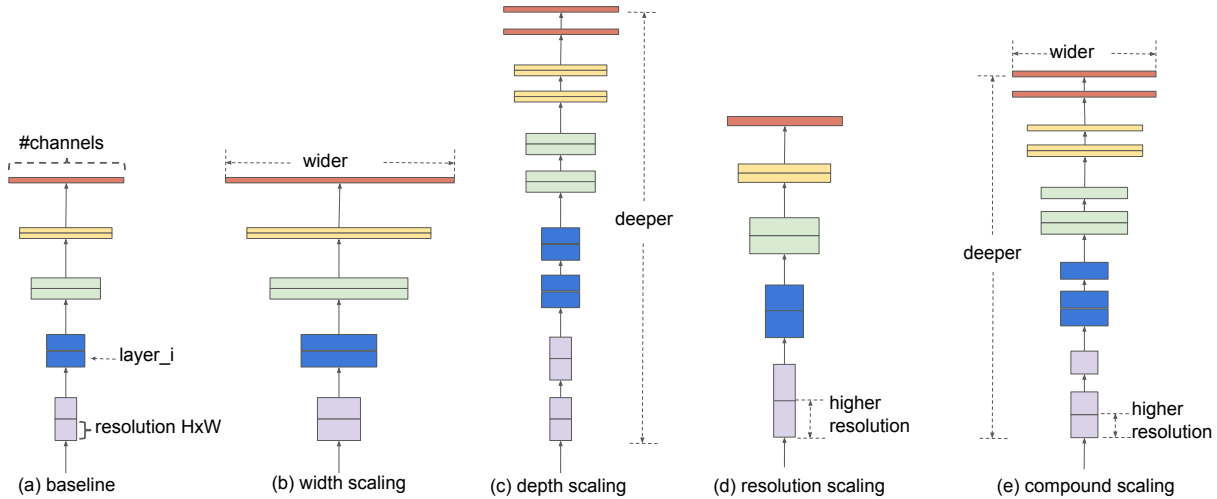 #channels
layer_i
resolution HxW
(a) baseline
wider
(b) width scaling
deeper
(c) depth scaling
higher
resolution
(d) resolution scaling
wider
deeper
higher
resolution
(e) compound scaling